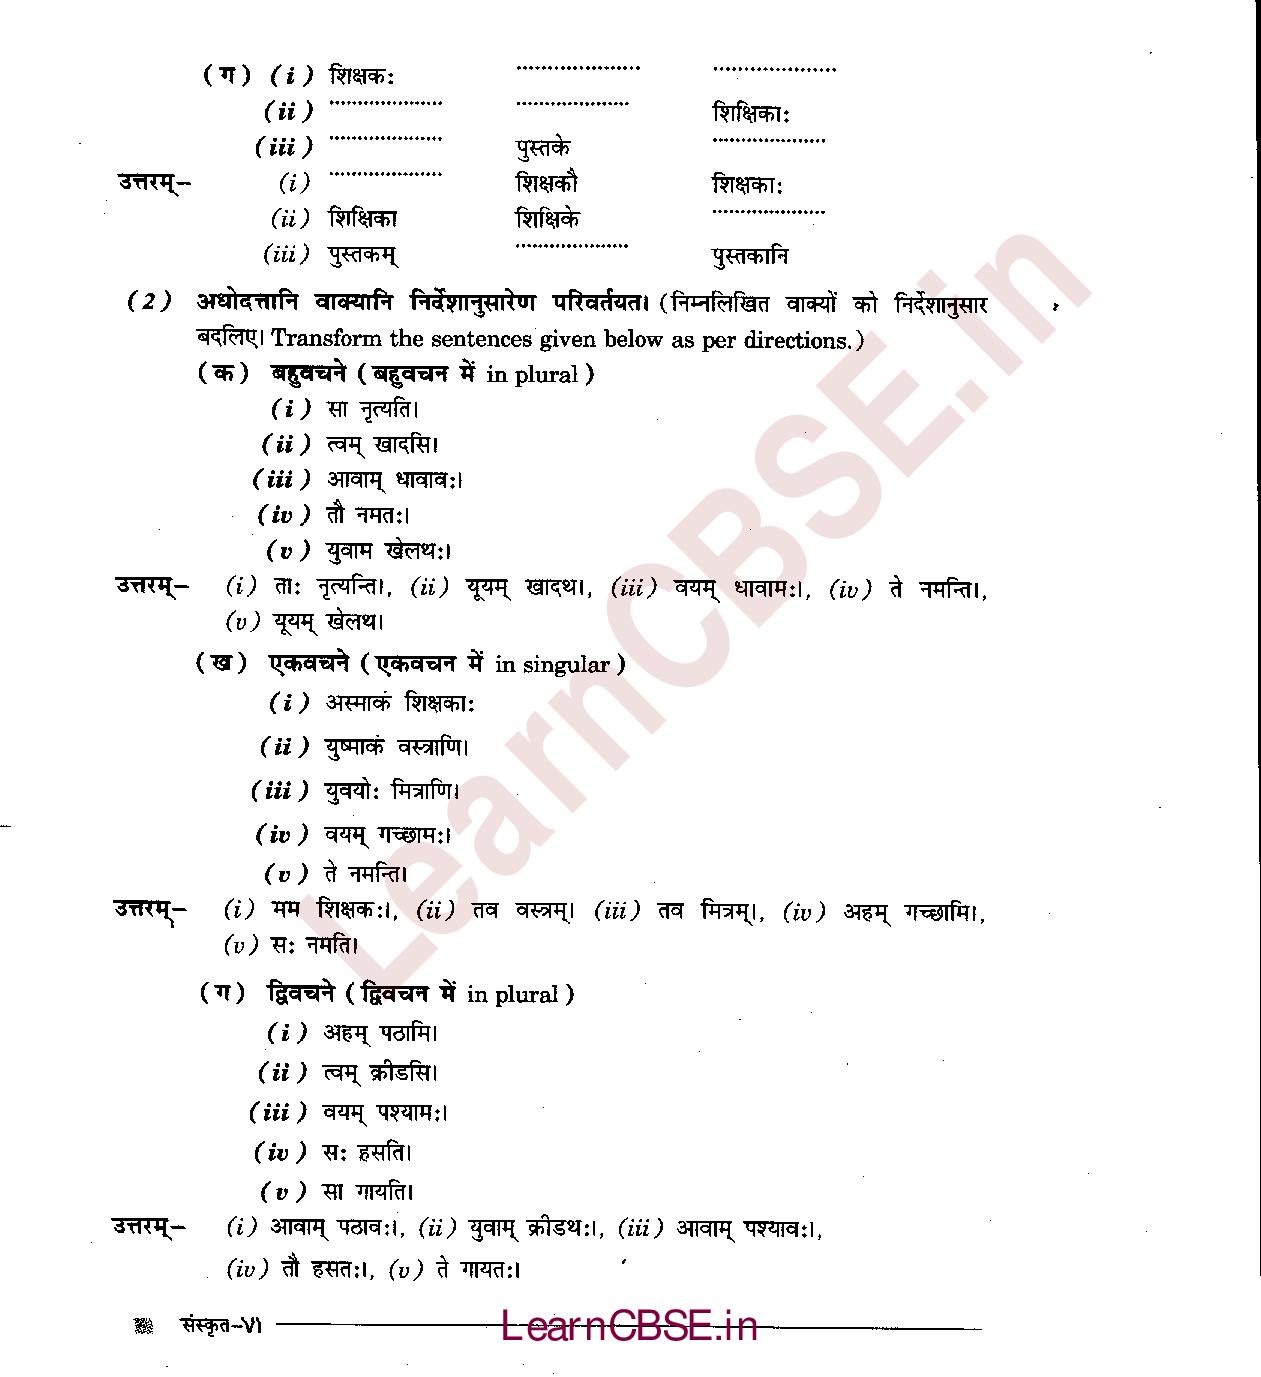 (ग) (i) शिक्षक: .................... ....................
(ii) .................... .................... शिक्षिका:
(iii) .................... पुस्तके ....................
उत्तरम्– (i) .................... शिक्षकौ शिक्षका:
(ii) शिक्षिका शिक्षिके ....................
(iii) पुस्तकम् .................... पुस्तकानि
(2) अधोदत्तानि वाक्यानि निर्देशानुसारेण परिवर्तयत। (निम्नलिखित वाक्यों को निर्देशानुसार
बदलिए। Transform the sentences given below as per directions.)
(क) बहुवचने (बहुवचन में in plural)
(i) सा नृत्यति।
(ii) त्वम् खादसि।
(iii) आवाम् धावाव:।
(iv) तौ नमत:।
(v) युवाम खेलथ:।
उत्तरम्– (i) ता: नृत्यन्ति।, (ii) यूयम् खादथ।, (iii) वयम् धावाम:।, (iv) ते नमन्ति।,
(v) यूयम् खेलथ।
(ख) एकवचने (एकवचन में in singular)
(i) अस्माकं शिक्षका:
(ii) युष्माकं वस्त्राणि।
(iii) युवयो: मित्राणि।
(iv) वयम् गच्छाम:।
(v) ते नमन्ति।
उत्तरम्– (i) मम शिक्षक:।, (ii) तव वस्त्रम्। (iii) तव मित्रम्।, (iv) अहम् गच्छामि।,
(v) स: नमति।
(ग) द्विवचने (द्विवचन में in plural)
(i) अहम् पठामि।
(ii) त्वम् क्रीडसि।
(iii) वयम् पश्याम:।
(iv) स: हसति।
(v) सा गायति।
उत्तरम्– (i) आवाम् पठाव:।, (ii) युवाम् क्रीडथ:।, (iii) आवाम् पश्याव:।,
(iv) तौ हसत:।, (v) ते गायत:।
संस्कृत–VI
LearnCBSE.in
LearnCBSE.in